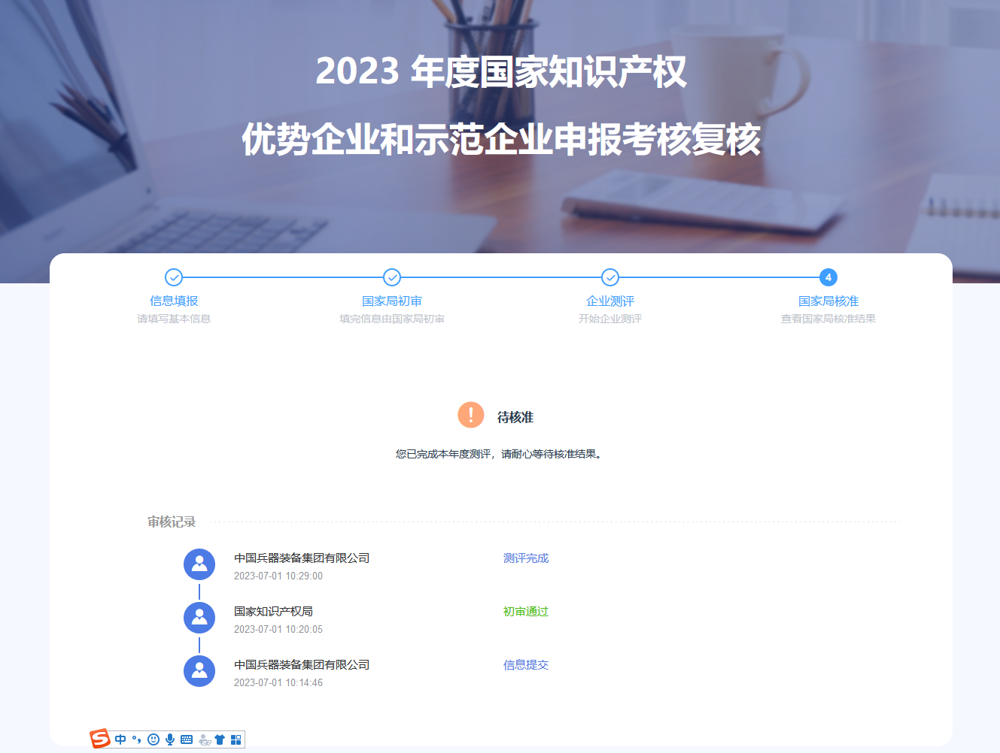 2023 年度国家知识产权
优势企业和示范企业申报考核复核
4
信息填报
国家局初审
企业测评
国家局核准
请填写基本信息
填完信息由国家局初审
开始企业测评
查看国家局核准结果
待核准
您已完成本年度测评，请耐心等待核准结果。
审核记录
中国兵器装备集团有限公司
测评完成
2023-07-01 10:29:00
国家知识产权局
初审通过
2023-07-01 10:20:05
中国兵器装备集团有限公司
信息提交
2023-07-01 10:14:46
中